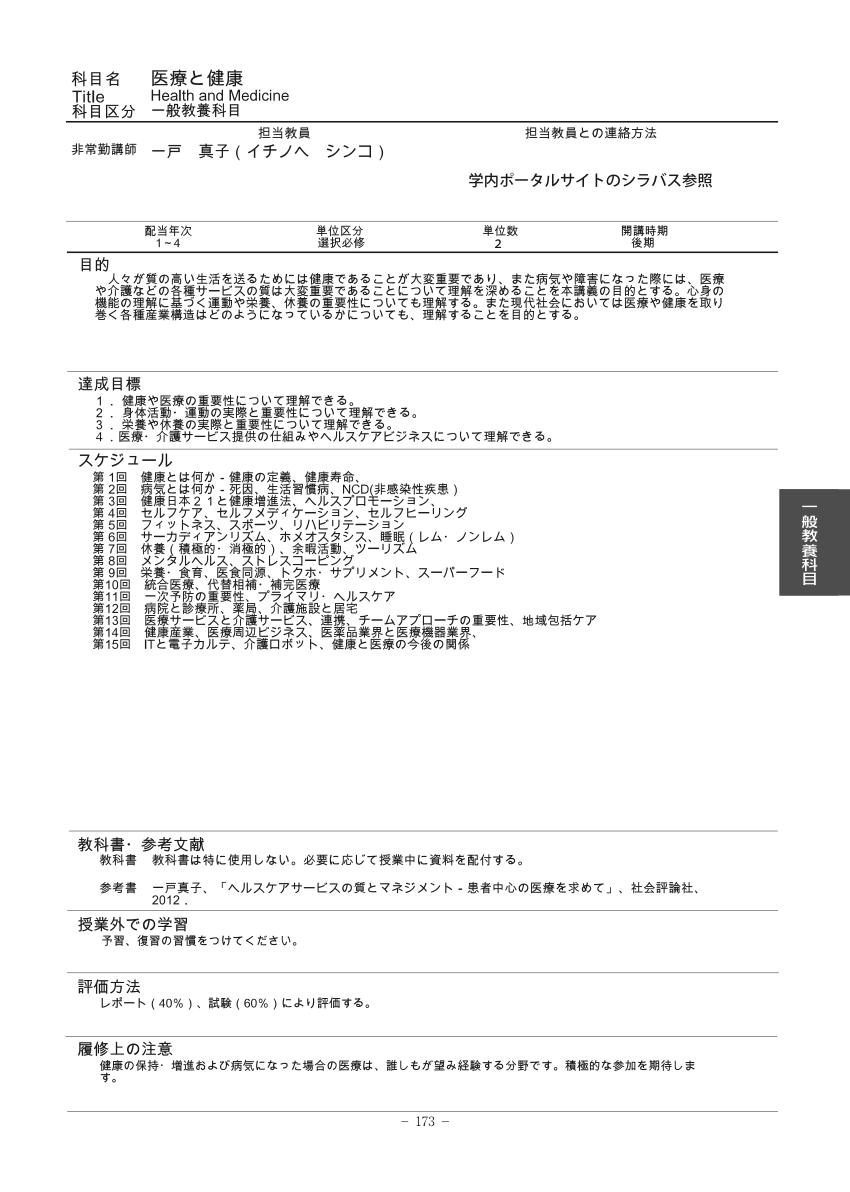 科目名　医療と健康
Title　Health and Medicine
科目区分　一般教養科目
担当教員　担当教員との連絡方法
非常勤講師　一戸　真子 ( イチノヘ　シンコ )
学内ポータルサイトのシラバス参照
配当年次　単位区分　単位数　開講時期
1~4　選択必修　2　後期
目的
人々が質の高い生活を送るためには健康であることが大変重要であり、また病気や障害になった際には、医療
や介護などの各種サービスの質は大変重要であることについて理解を深めることを本講義の目的とする。心身の
機能の理解に基づく運動や栄養、休養の重要性についても理解する。また現代社会においては医療や健康を取り
巻く各種産業構造はどのようになっているかについても、理解することを目的とする。
達成目標
１．健康や医療の重要性について理解できる。
２．身体活動・運動の実際と重要性について理解できる。
３．栄養や休養の実際と重要性について理解できる。
４．医療・介護サービス提供の仕組みやヘルスケアビジネスについて理解できる。
スケジュール
第 1回　健康とは何か - 健康の定義、健康寿命、
第 2回　病気とは何か - 死因、生活習慣病、NCD(非感染性疾患 )
第 3回　健康日本２１と健康増進法、ヘルスプロモーション、
第 4回　セルフケア、セルフメディケーション、セルフヒーリング
第 5回　フィットネス、スポーツ、リハビリテーション
第 6回　サーカディアンリズム、ホメオスタシス、睡眠 ( レム・ノンレム )
第 7回　休養 ( 積極的・消極的 ) 、余暇活動、ツーリズム
第 8回　メンタルヘルス、ストレスコーピング
第 9回　栄養・食育、医食同源、トクホ・サプリメント、スーパーフード
第10回　統合医療、代替相補・補完医療
第11回　一次予防の重要性、プライマリ・ヘルスケア
第12回　病院と診療所、薬局、介護施設と居宅
第13回　医療サービスと介護サービス、連携、チームアプローチの重要性、地域包括ケア
第14回　健康産業、医療周辺ビジネス、医薬品業界と医療機器業界、
第15回　ITと電子カルテ、介護ロボット、健康と医療の今後の関係
一般教養科目
教科書・参考文献
教科書　教科書は特に使用しない。必要に応じて授業中に資料を配付する。
参考書　一戸真子、「ヘルスケアサービスの質とマネジメント - 患者中心の医療を求めて」、社会評論社、
2012．
授業外での学習
予習、復習の習慣をつけてください。
評価方法
レポート ( 40% ) 、試験 ( 60% ) により評価する。
履修上の注意
健康の保持・増進および病気になった場合の医療は、誰しもが望み経験する分野です。積極的な参加を期待しま
す。
− 173 −